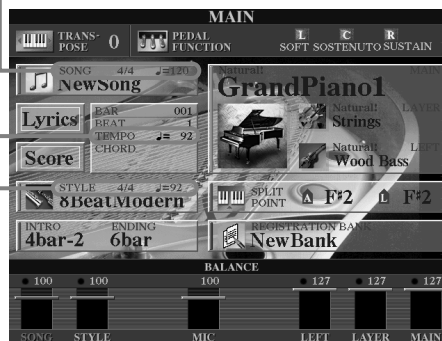 MAIN
TRANS-
POSE 0
PEDAL
FUNCTION
L C R
SOFT SOSTENUTO SUSTAIN
SONG 4/4 ♩=120
NewSong
Lyrics
Score
BAR 001
BEAT 1
TEMPO ♩= 92
CHORD
STYLE 4/4 ♩=92
8BeatModern
INTRO ENDING
4bar-2 6bar
Natural! MAIN
GrandPiano1
Natural! LAYER
Strings
Natural! LEFT
Wood Bass
SPLIT
POINT A F#2 L F#2
REGISTRATION BANK
NewBank
BALANCE
100 100 100 127 127 127
SONG STYLE MIC LEFT LAYER MAIN